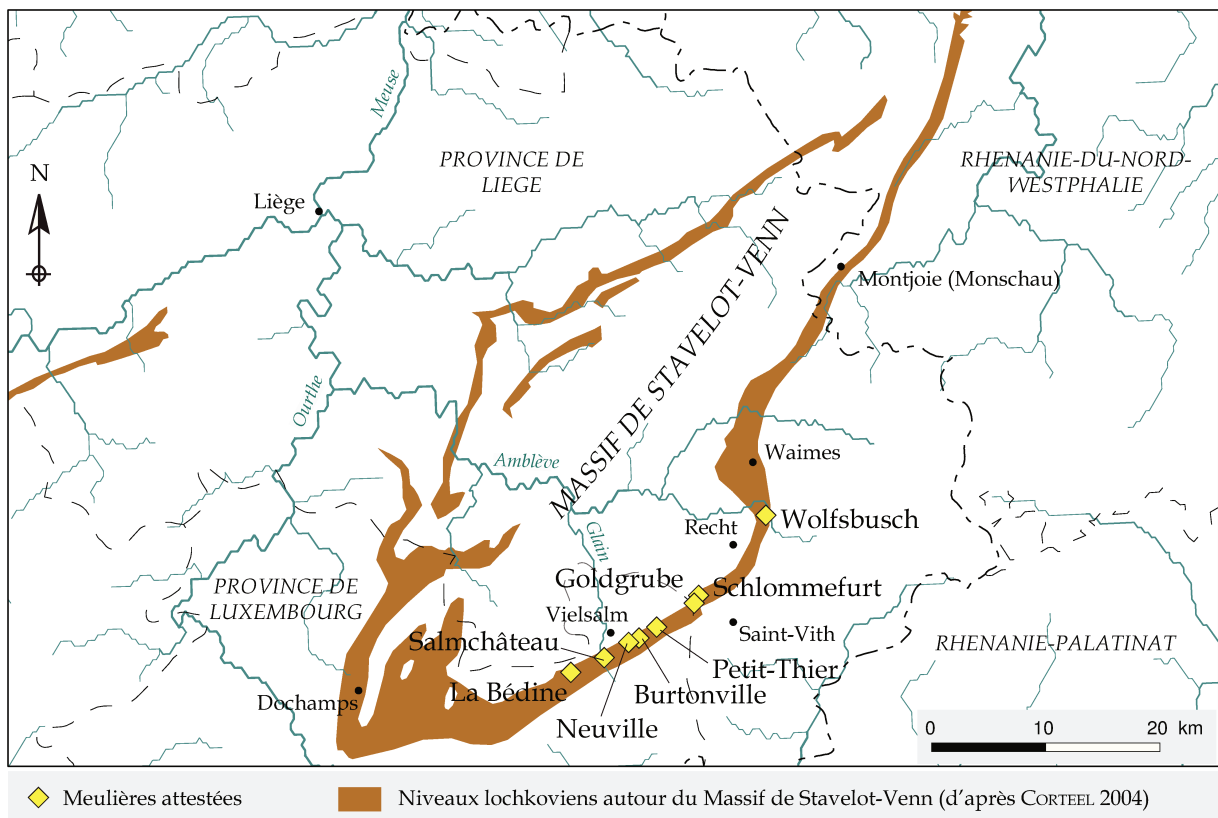 Meuse
PROVINCE DE
LIEGE
RHENANIE-DU-NORD-
WESTPHALIE
N
Liège
MASSIF DE STAVELOT-VENN
Montjoie (Monschau)
Ourthe
Amblève
Waimes
Glain
Recht
Wolfsbusch
Goldgrube
Schlommefurt
PROVINCE DE
LUXEMBOURG
Vielsalm
Saint-Vith
Salmchâteau
RHENANIE-PALATINAT
Petit-Thier
La Bédine
Burtonville
Dochamps
Neuville
0 10 20 km
Meulières attestées
Niveaux lochkoviens autour du Massif de Stavelot-Venn (d'après CORTEEL 2004)